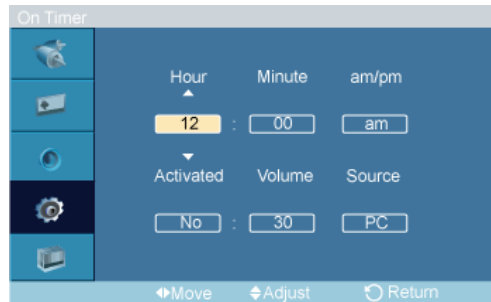 On Timer
Hour Minute am/pm
12 : 00 am
Activated Volume Source
No : 30 PC
Move Adjust Return